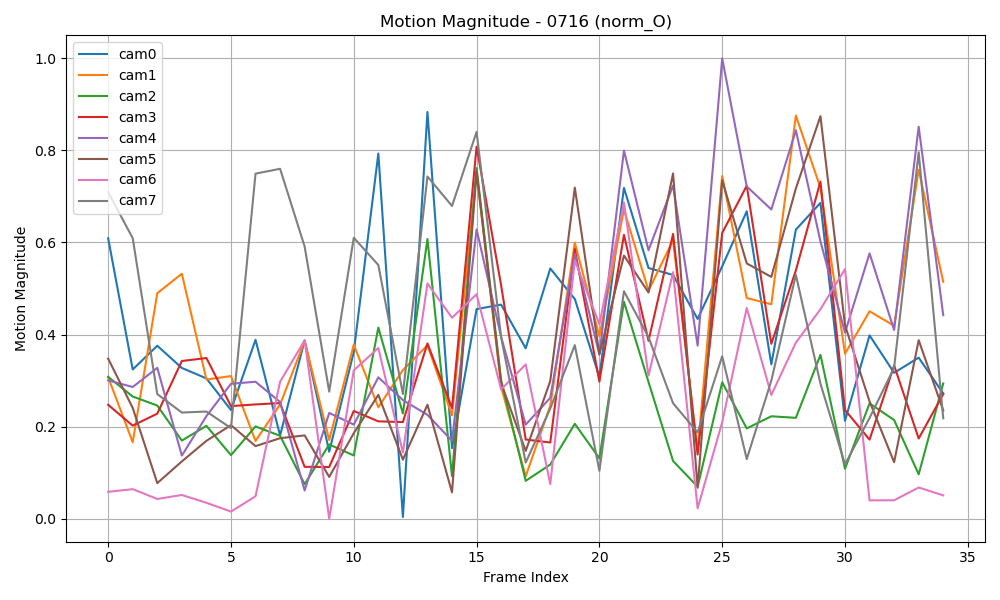 Motion Magnitude - 0716 (norm_O)
cam0
cam1
cam2
cam3
cam4
cam5
cam6
cam7
Motion Magnitude
1.0
0.8
0.6
0.4
0.2
0.0
0 5 10 15 20 25 30 35
Frame Index